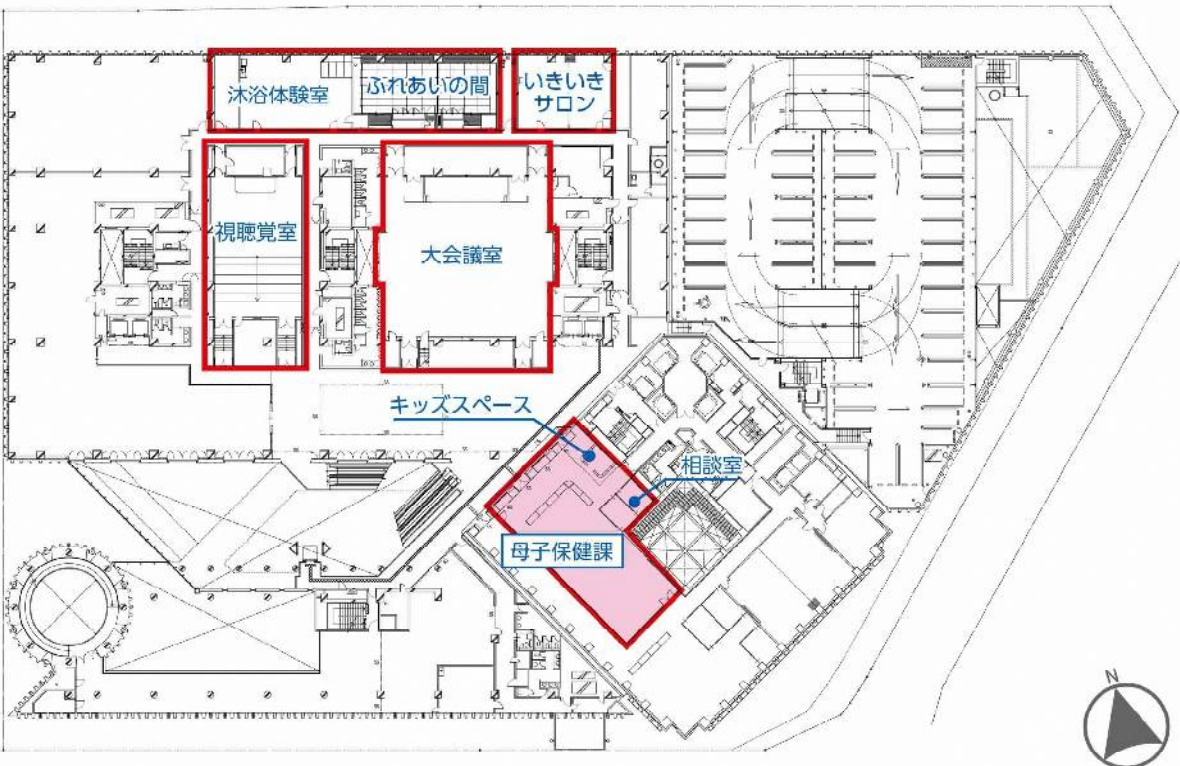 沐浴体験室
ふれあいの間
いきいき
サロン
視聴覚室
大会議室
キッズスペース
相談室
母子保健課
N